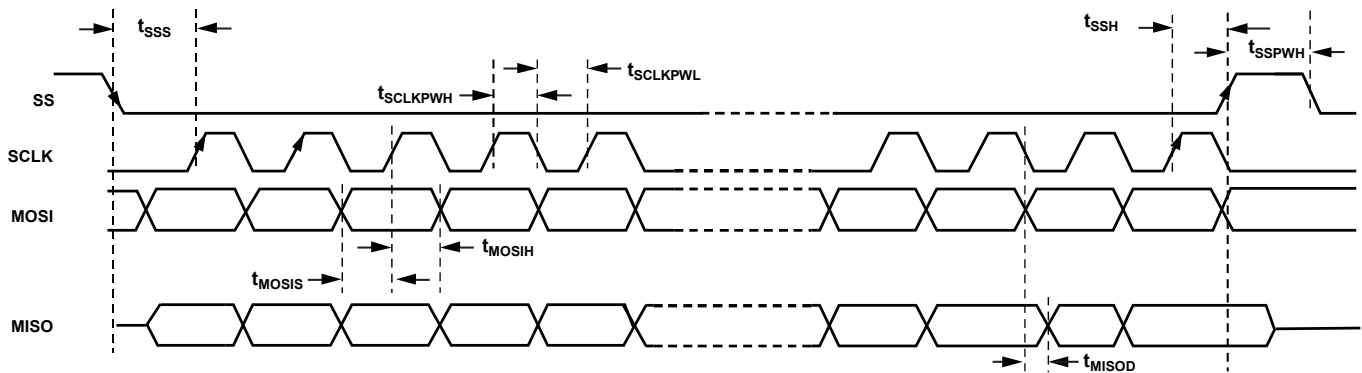 tSSS
tSSH
tSSPWH
tSCLKPWL
tSCLKPWH
SS
SCLK
MOSI
tMOSIH
tMOSIS
MISO
tMISOD